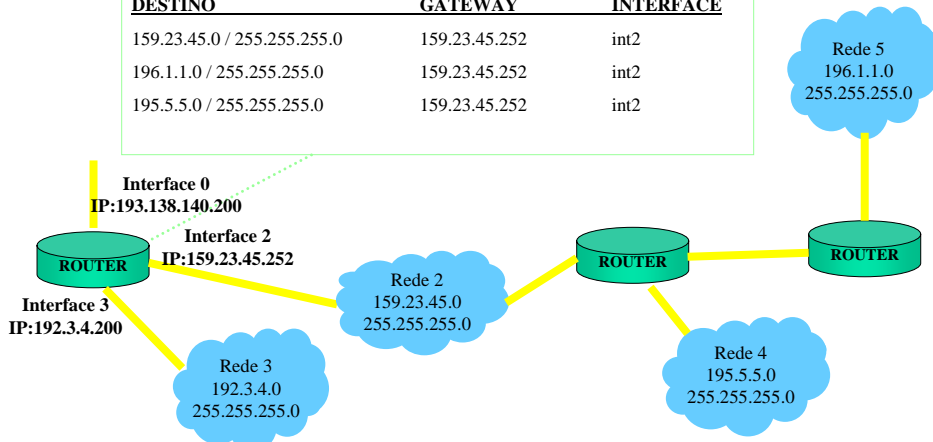 DESTINO GATEWAY INTERFACE
159.23.45.0 / 255.255.255.0 159.23.45.252 int2
196.1.1.0 / 255.255.255.0 159.23.45.252 int2
195.5.5.0 / 255.255.255.0 159.23.45.252 int2
Rede 5
196.1.1.0
255.255.255.0
Interface 0
IP:193.138.140.200
Interface 2
IP:159.23.45.252
ROUTER
ROUTER
ROUTER
Interface 3
IP:192.3.4.200
Rede 2
159.23.45.0
255.255.255.0
Rede 3
192.3.4.0
255.255.255.0
Rede 4
195.5.5.0
255.255.255.0